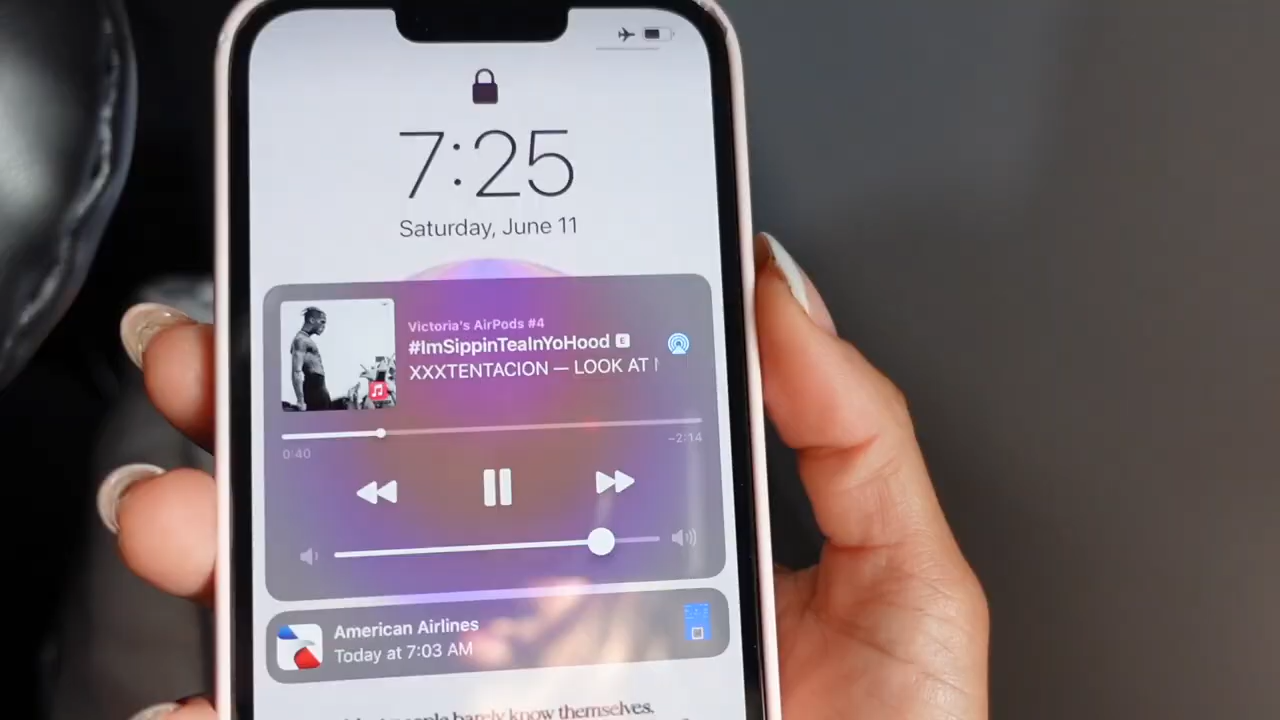 7:25
Saturday, June 11
Victoria's AirPods #4
#ImSippinTeaInYoHood E
XXXTENTACION — LOOK AT
0:40
-2:14
American Airlines
Today at 7:03 AM
people barely know themselves.